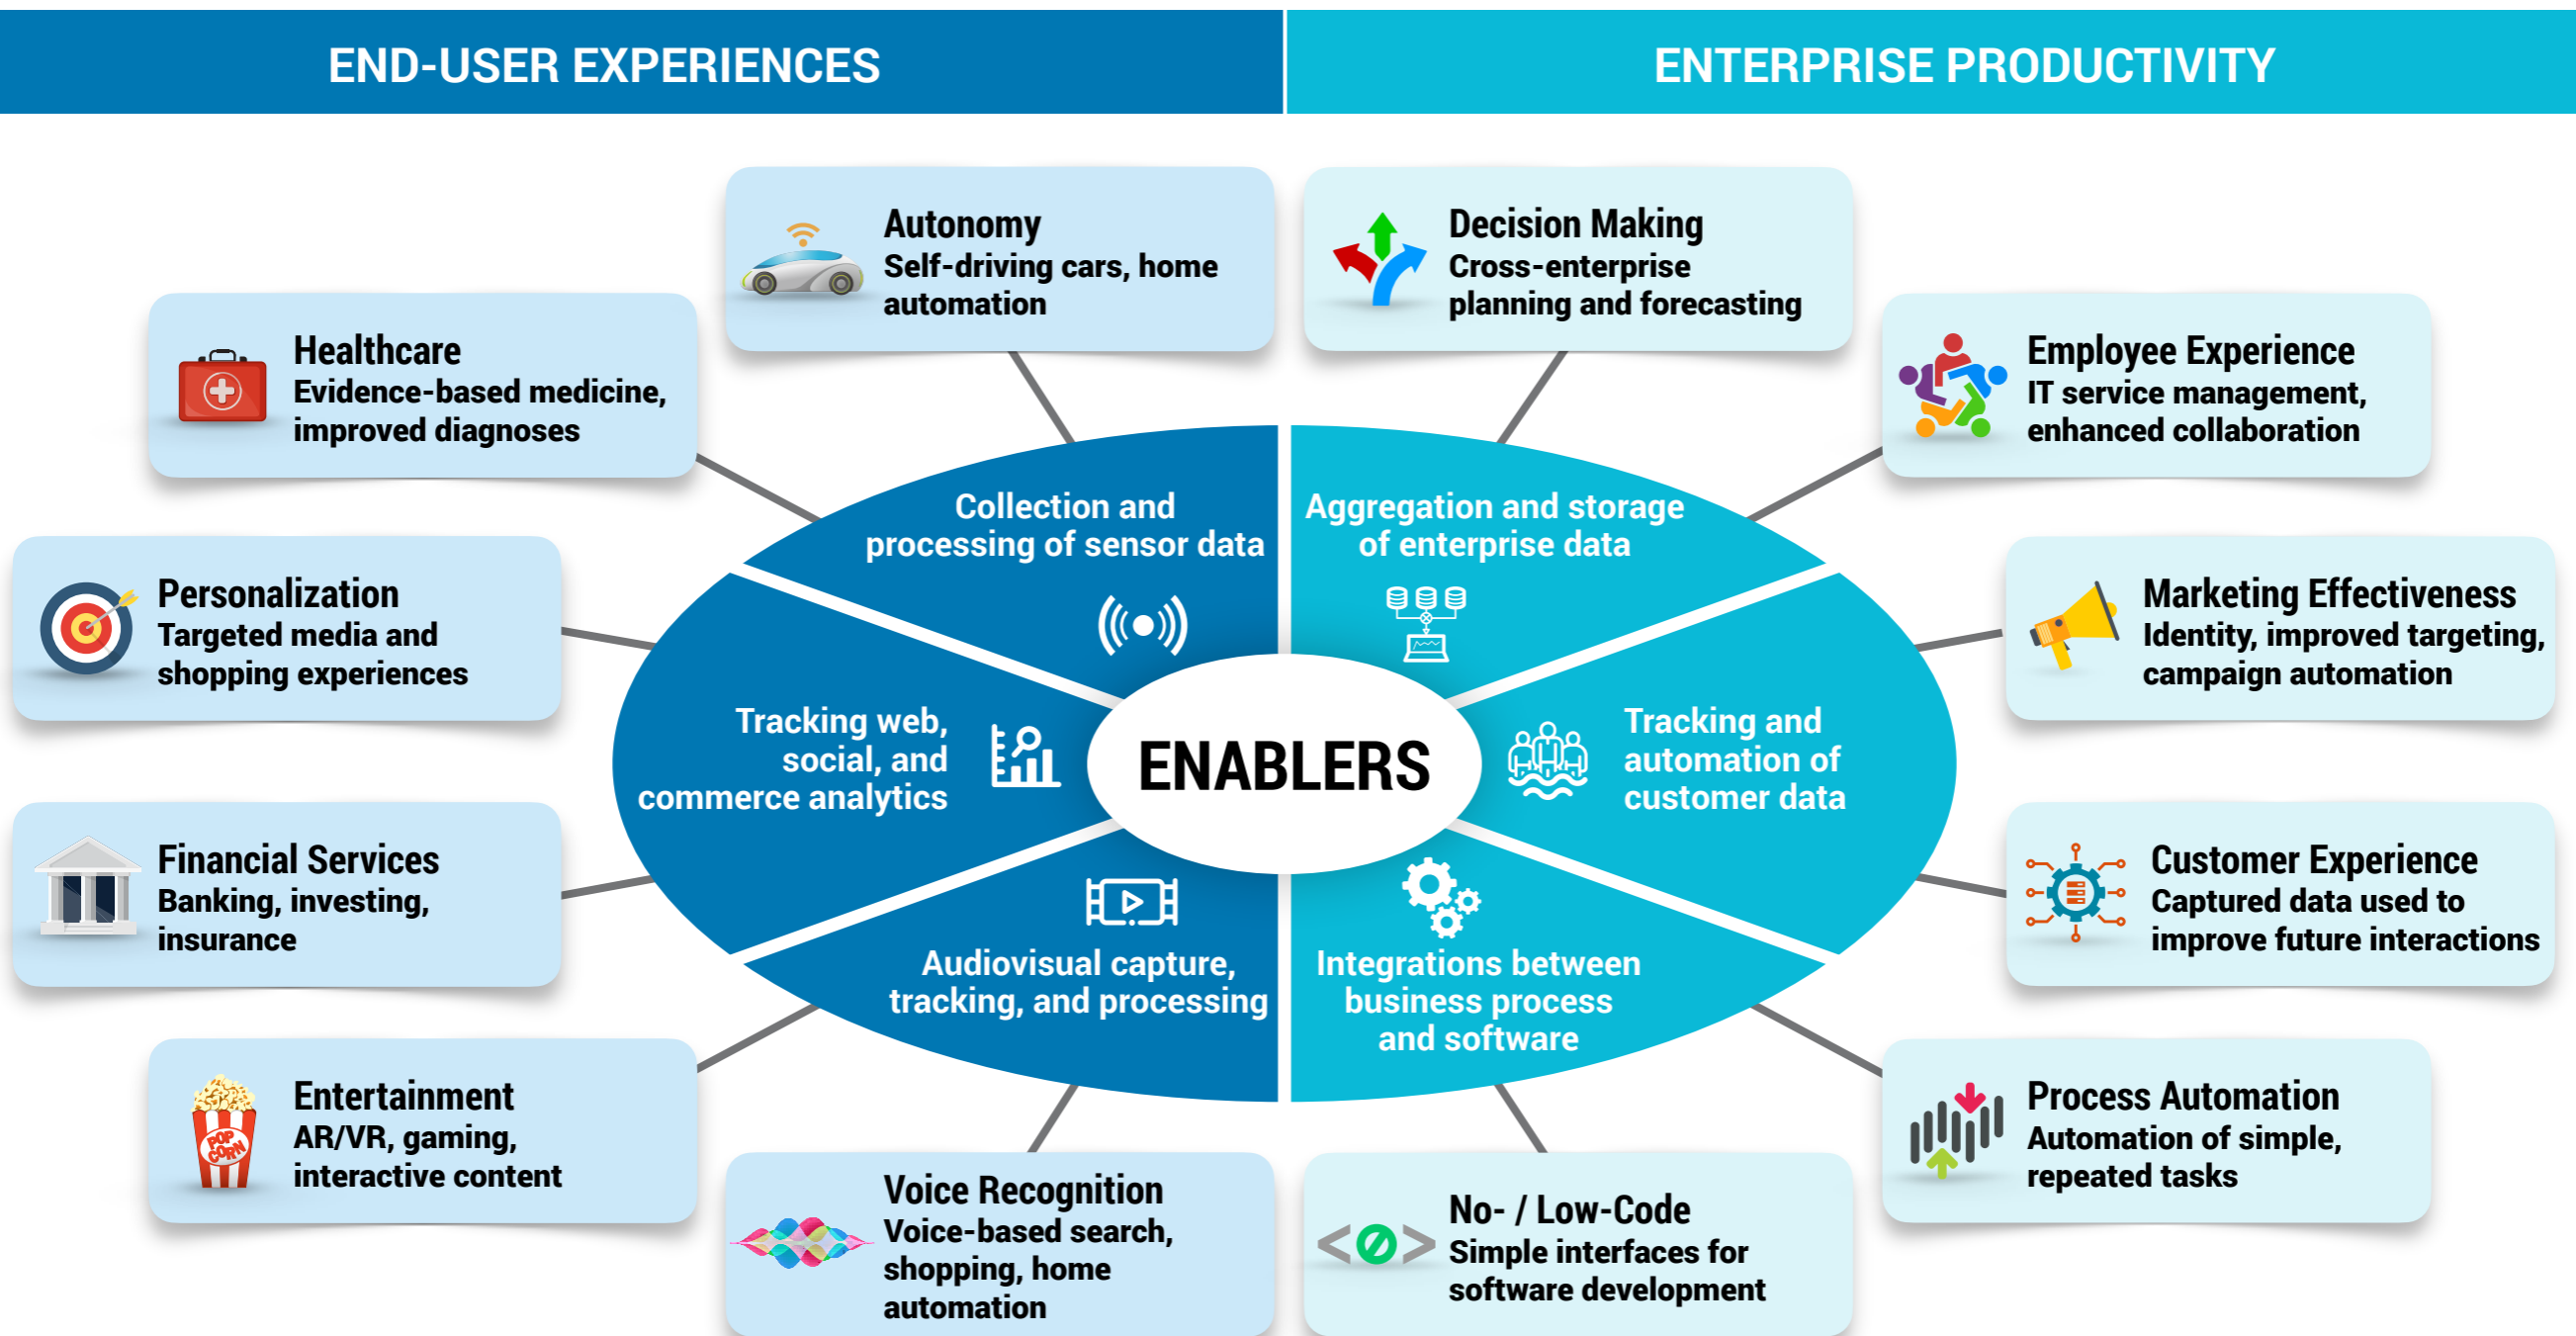 END-USER EXPERIENCES
ENTERPRISE PRODUCTIVITY
Autonomy
Self-driving cars, home
automation
Decision Making
Cross-enterprise
planning and forecasting
Healthcare
Evidence-based medicine,
improved diagnoses
Employee Experience
IT service management,
enhanced collaboration
Collection and
processing of sensor data
Aggregation and storage
of enterprise data
Personalization
Targeted media and
shopping experiences
Marketing Effectiveness
Identity, improved targeting,
campaign automation
Tracking web,
social, and
commerce analytics
ENABLERS
Tracking and
automation of
customer data
Financial Services
Banking, investing,
insurance
Customer Experience
Captured data used to
improve future interactions
Audiovisual capture,
tracking, and processing
Integrations between
business process
and software
Entertainment
AR/VR, gaming,
interactive content
POP
CORN
Process Automation
Automation of simple,
repeated tasks
Voice Recognition
Voice-based search,
shopping, home
automation
No- / Low-Code
Simple interfaces for
software development